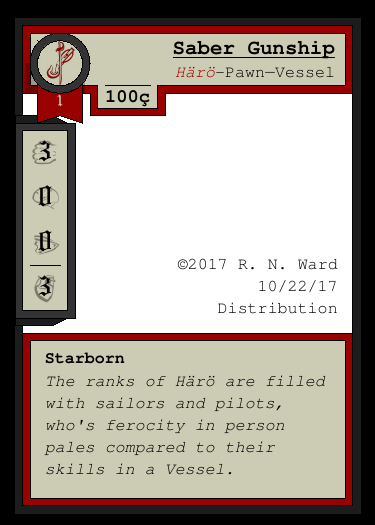 Saber Gunship
Härö–Pawn–Vessel
1
100ç
3
0
0
3
©2017 R. N. Ward
10/22/17
Distribution
Starborn
The ranks of Härö are filled
with sailors and pilots,
who's ferocity in person
pales compared to their
skills in a Vessel.